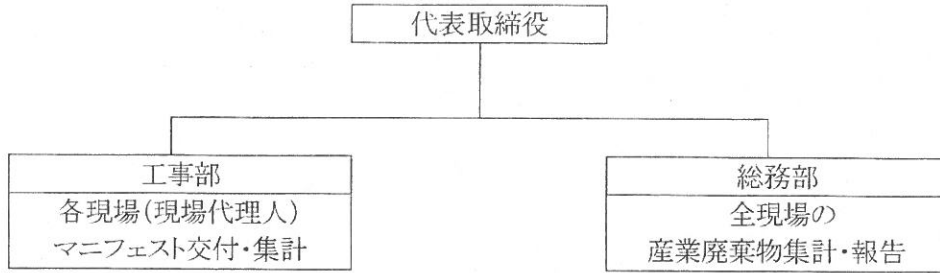 代表取締役
工事部
各現場(現場代理人)
マニフェスト交付・集計
総務部
全現場の
産業廃棄物集計・報告